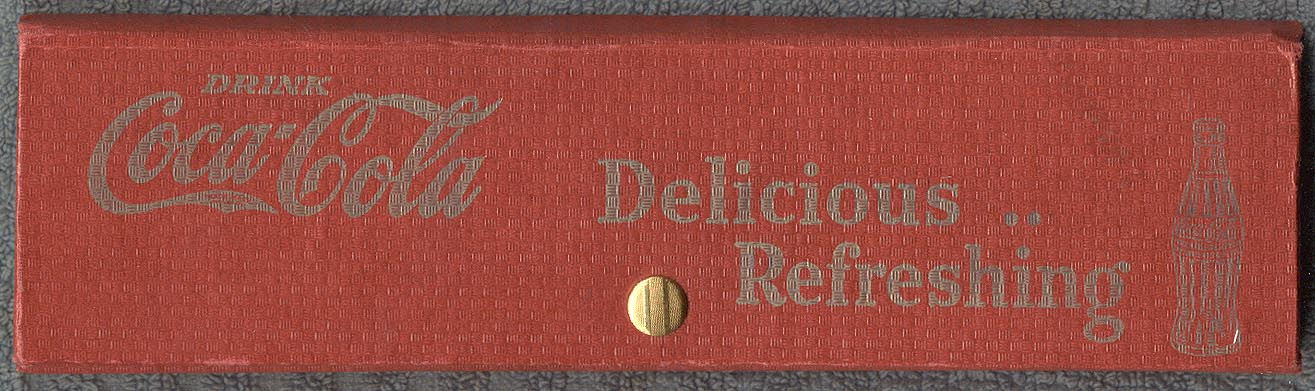 DRINK
Coca-Cola
Delicious ..
Refreshing